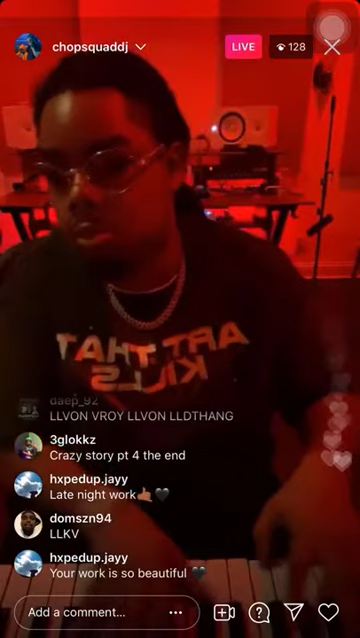 chopsquaddj
LIVE
128
ART THAT
KILLS
daep_92
LLVON VROY LLVON LLDTHANG
3glokkz
Crazy story pt 4 the end
hxpedup.jayy
Late night work🤙🏽🖤
domszn94
LLKV
hxpedup.jayy
Your work is so beautiful 🖤
Add a comment...